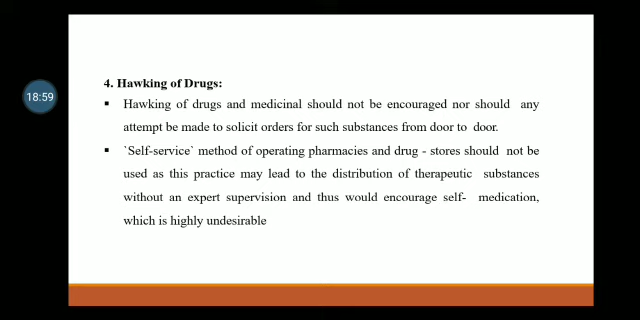 4. Hawking of Drugs:
18:59
▪ Hawking of drugs and medicinal should not be encouraged nor should any
attempt be made to solicit orders for such substances from door to door.
▪ `Self-service` method of operating pharmacies and drug - stores should not be
used as this practice may lead to the distribution of therapeutic substances
without an expert supervision and thus would encourage self- medication,
which is highly undesirable